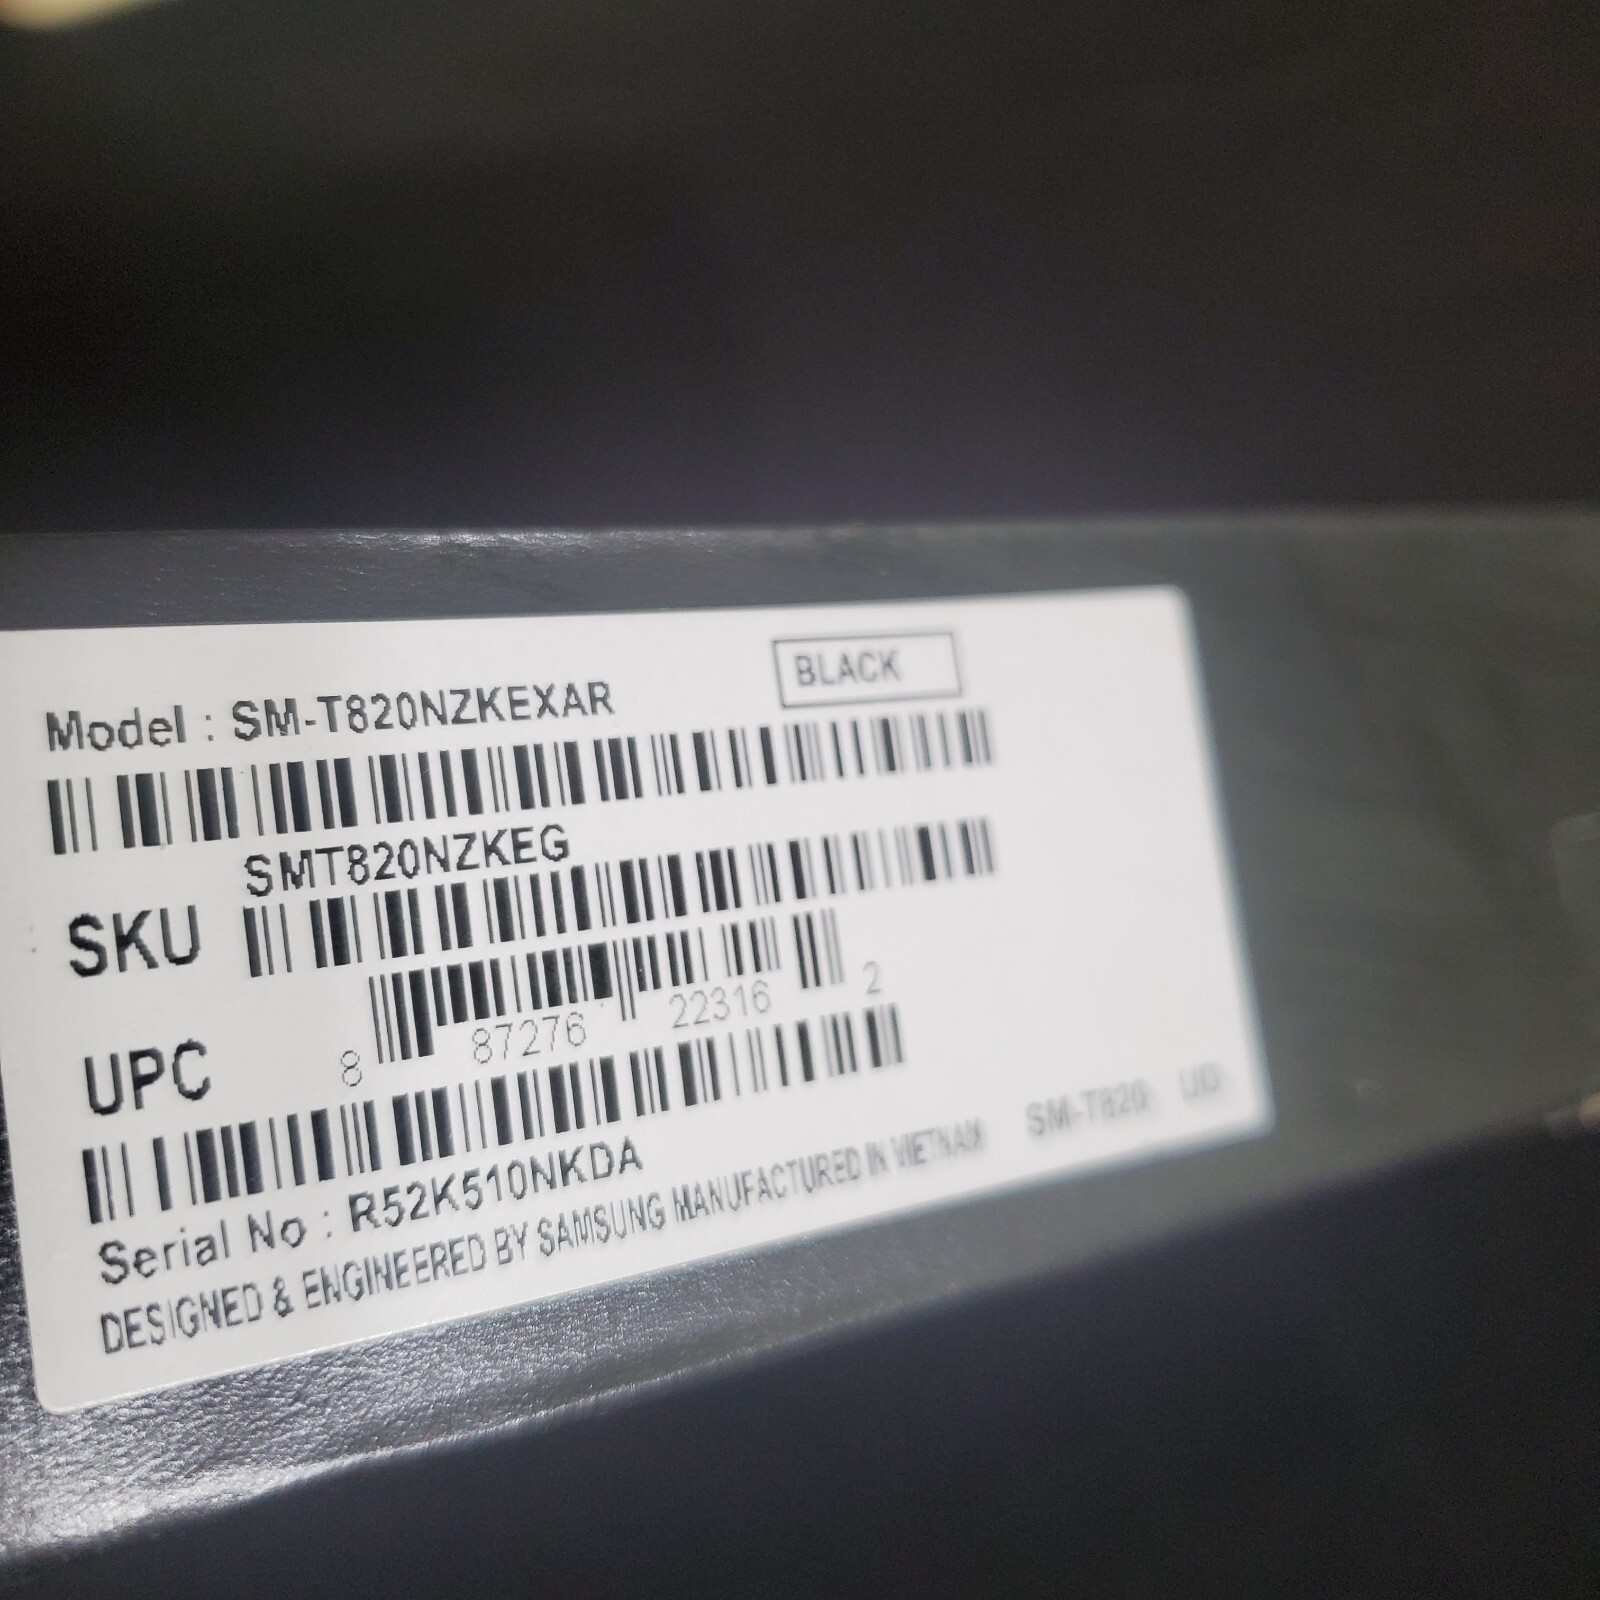 BLACK
Model : SM-T820NZKEXAR
SMT820NZKEG
SKU
UPC
8 87276 22316 2
Serial No : R52K510NKDA
DESIGNED & ENGINEERED BY SAMSUNG MANUFACTURED IN VIETNAM SM-T820